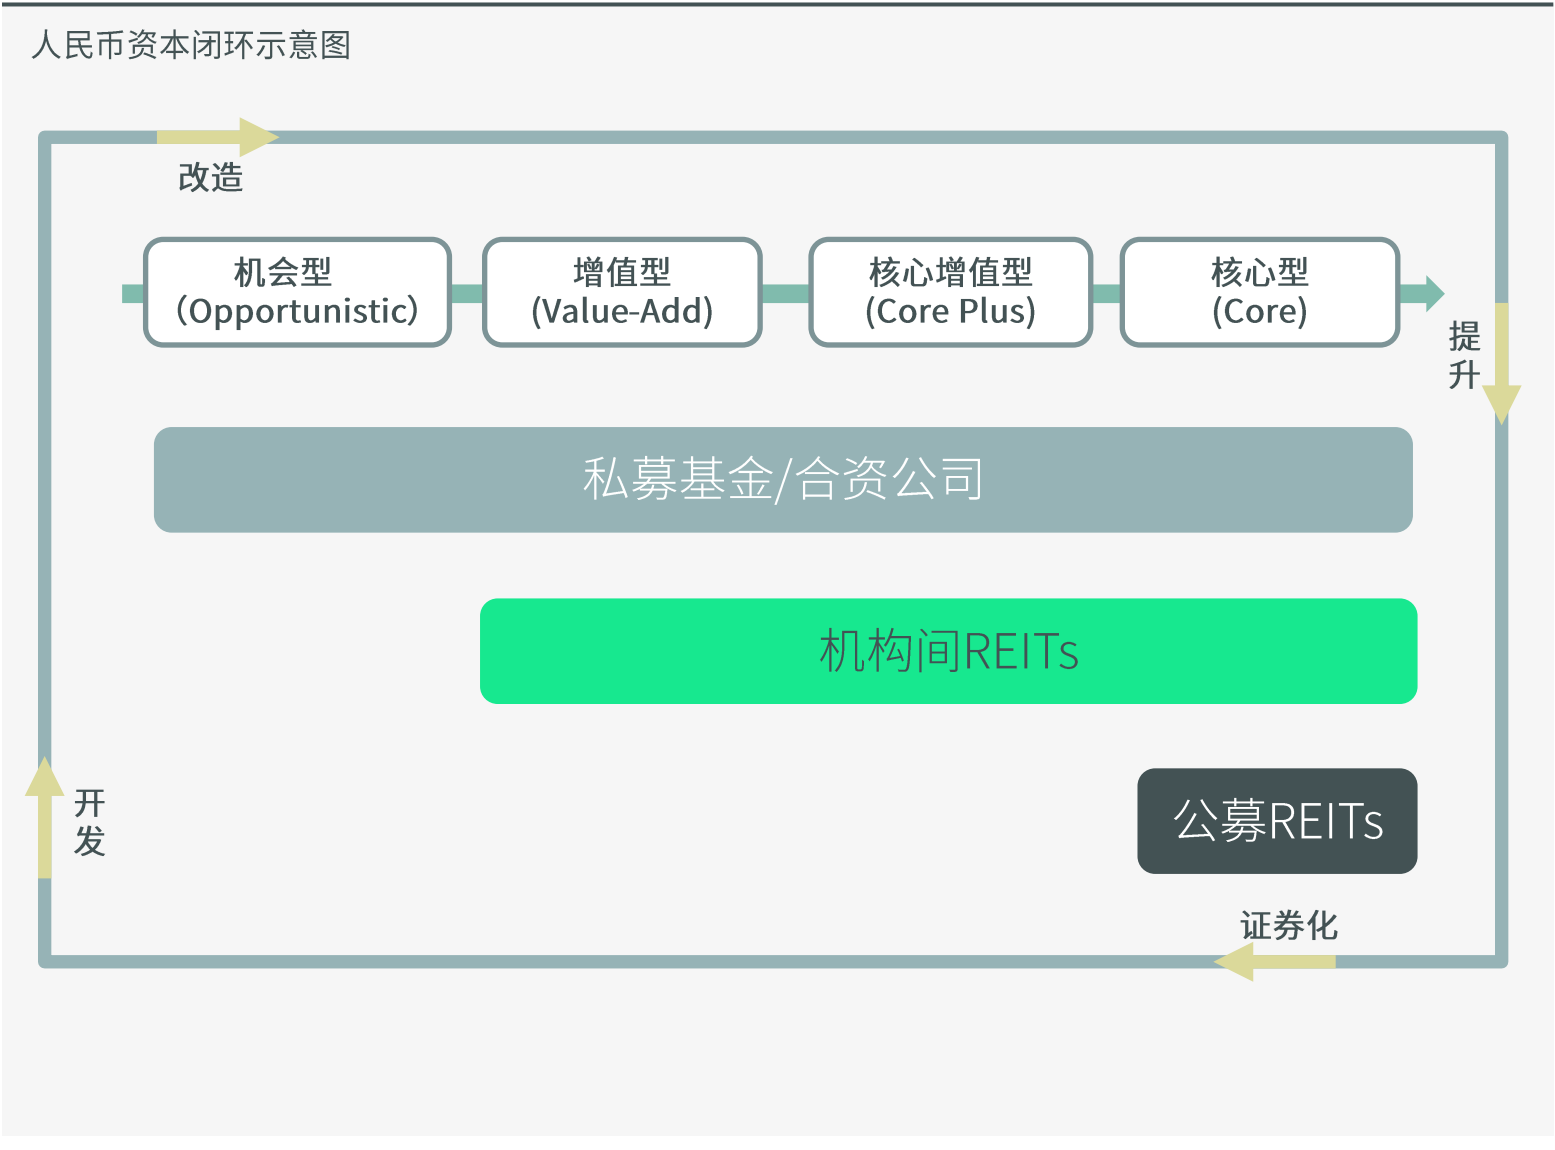 人民币资本闭环示意图
改造
机会型
（Opportunistic）
增值型
(Value-Add)
核心增值型
(Core Plus)
核心型
(Core)
提
升
私募基金/合资公司
机构间REITs
开
发
公募REITs
证券化